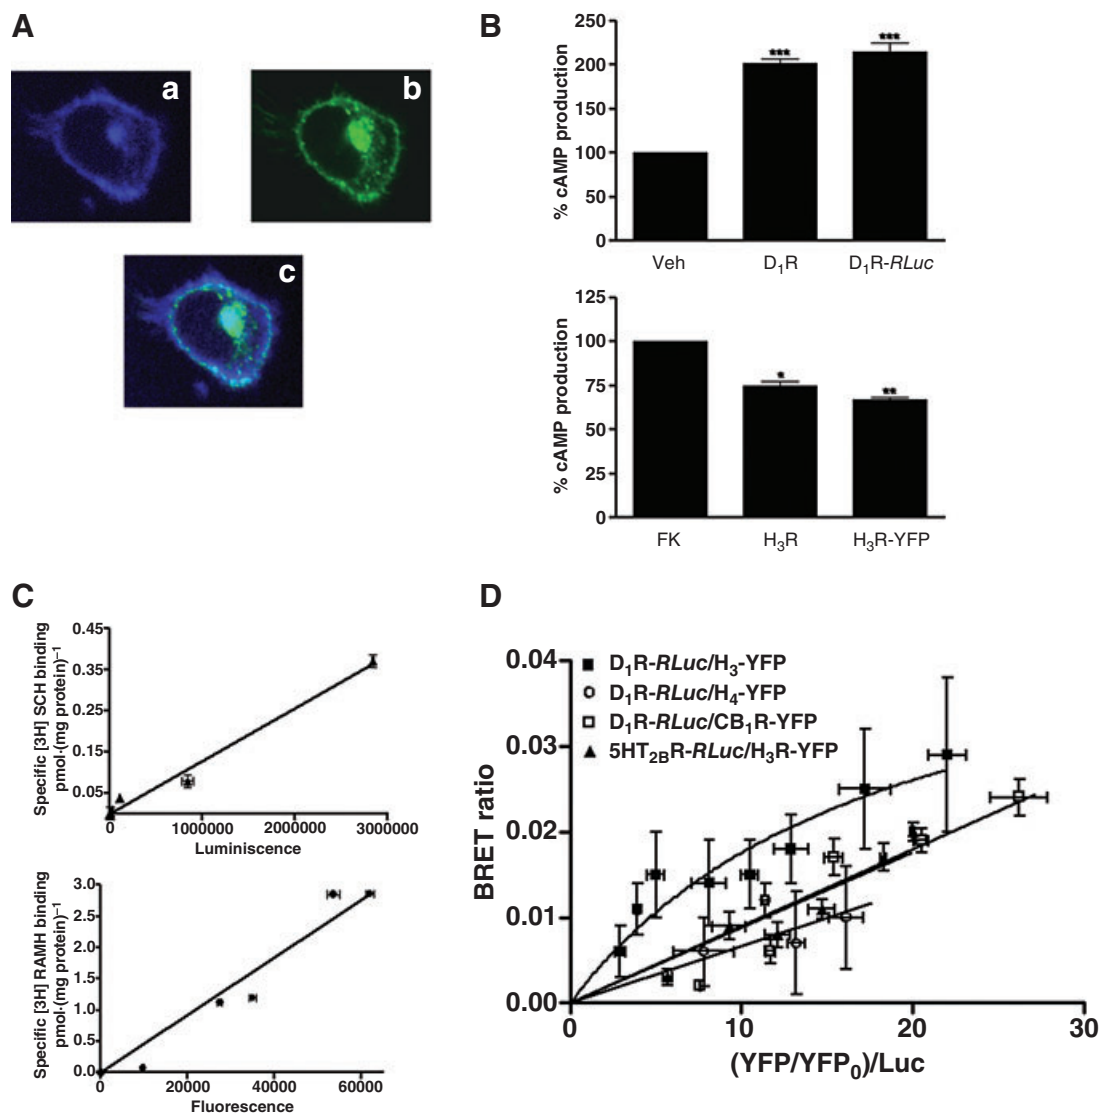 A
a
b
c
B
% cAMP production
250
200
150
100
50
0
***
***
Veh
D₁R
D₁R-RLuc
% cAMP production
125
100
75
50
25
0
*
**
FK
H₃R
H₃R-YFP
C
Specific [3H] SCH binding
pmol·(mg protein)⁻¹
0.45
0.35
0.25
0.15
0.05
0
1000000
2000000
3000000
Luminiscence
Specific [3H] RAMH binding
pmol·(mg protein)⁻¹
3.0
2.5
2.0
1.5
1.0
0.5
0.0
0
20000
40000
60000
Fluorescence
D
BRET ratio
0.04
0.03
0.02
0.01
0.00
D₁R-RLuc/H₃-YFP
D₁R-RLuc/H₄-YFP
D₁R-RLuc/CB₁R-YFP
5HT₂BR-RLuc/H₃R-YFP
0
10
20
30
(YFP/YFP₀)/Luc